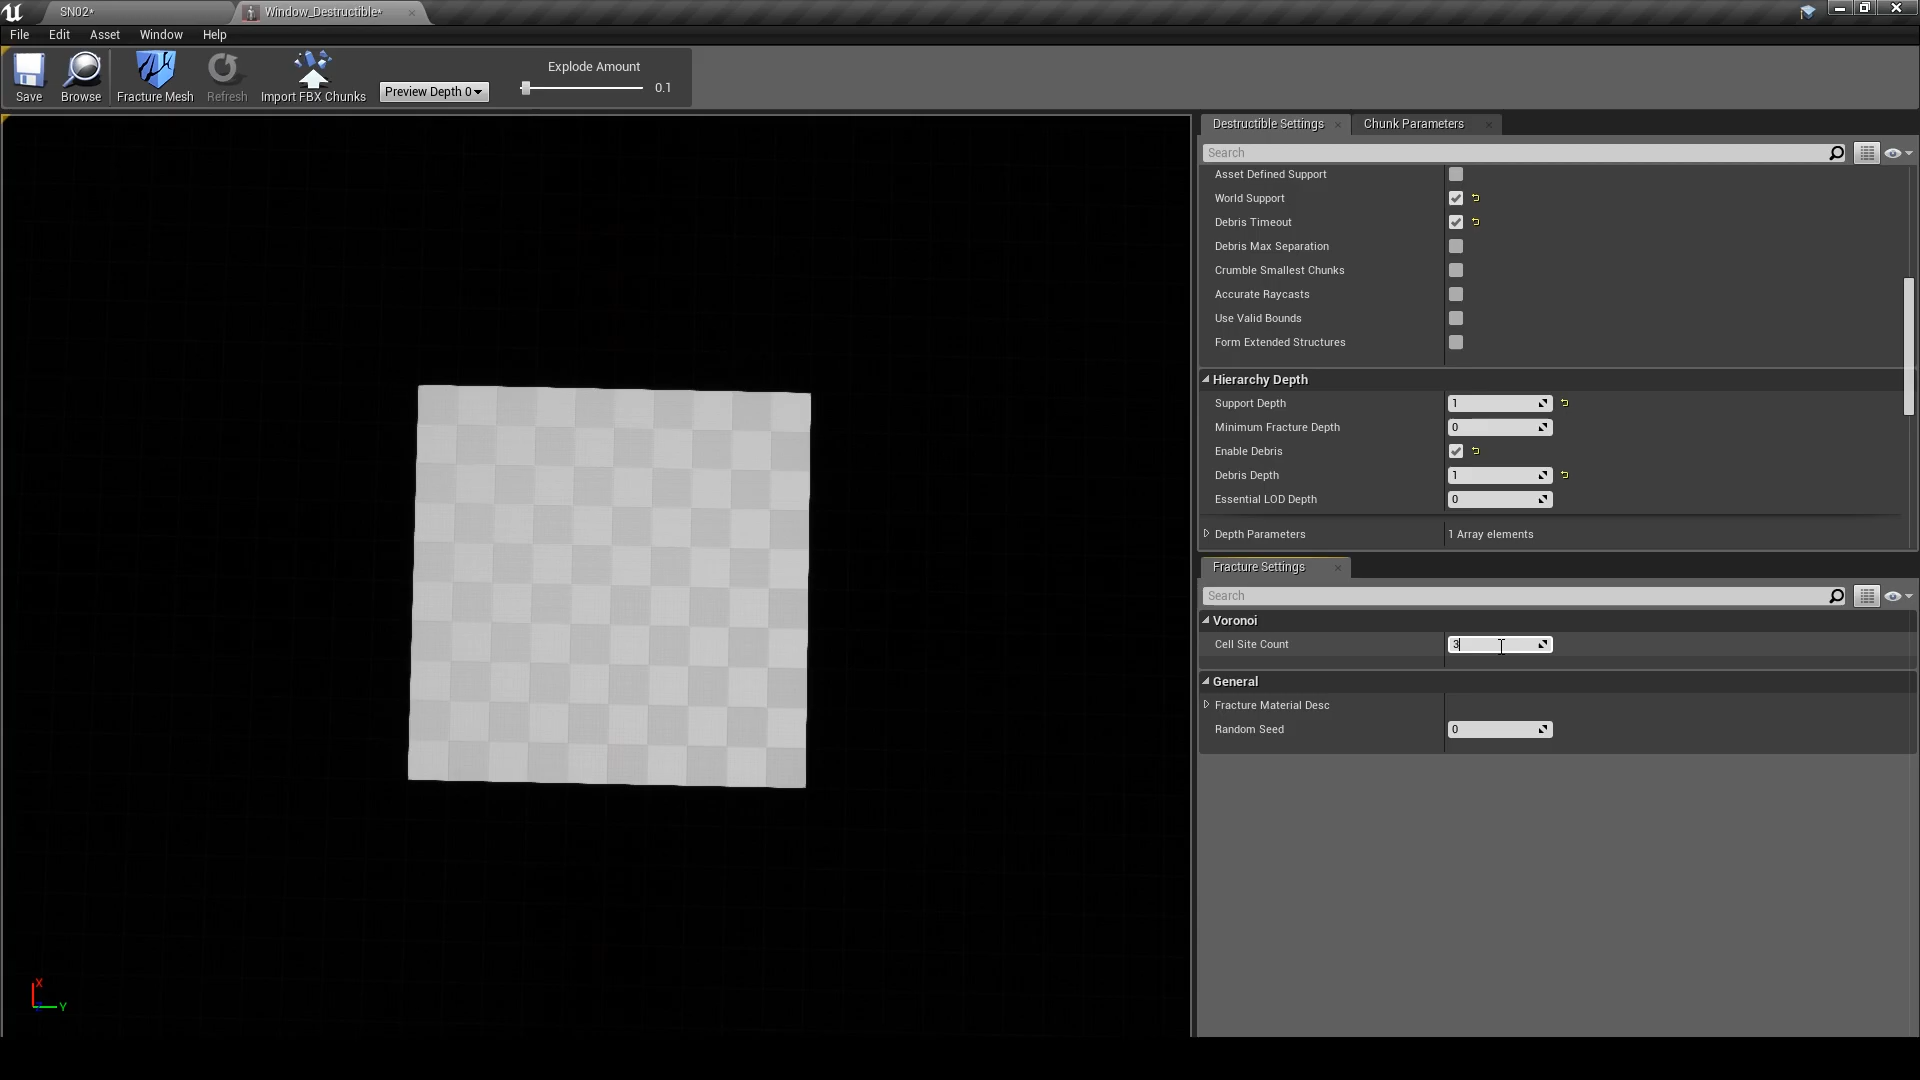 SN02*
Window_Destructible*
File Edit Asset Window Help
Save
Browse
Fracture Mesh
Refresh
Import FBX Chunks
Preview Depth 0
Explode Amount
0.1
Destructible Settings
Chunk Parameters
Search
Asset Defined Support
World Support
Debris Timeout
Debris Max Separation
Crumble Smallest Chunks
Accurate Raycasts
Use Valid Bounds
Form Extended Structures
Hierarchy Depth
Support Depth 1
Minimum Fracture Depth 0
Enable Debris
Debris Depth 1
Essential LOD Depth 0
Depth Parameters 1 Array elements
Fracture Settings
Search
Voronoi
Cell Site Count 3
General
Fracture Material Desc
Random Seed 0
X
Y